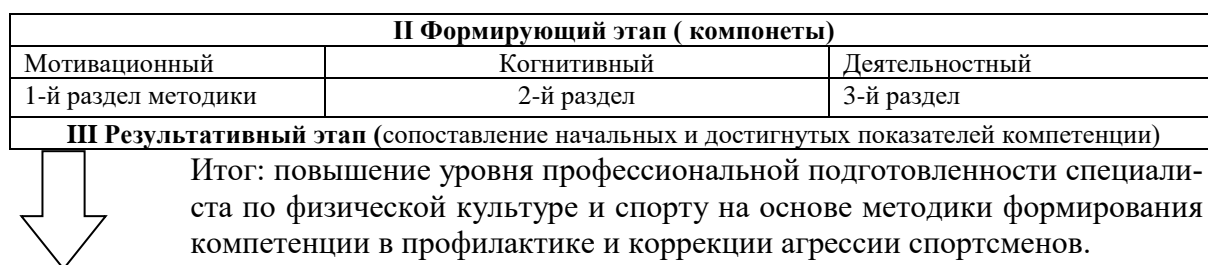 II Формирующий этап ( компонеты)
Мотивационный Когнитивный Деятельностный
1-й раздел методики 2-й раздел 3-й раздел
III Результативный этап (сопоставление начальных и достигнутых показателей компетенции)
Итог: повышение уровня профессиональной подготовленности специали-
ста по физической культуре и спорту на основе методики формирования
компетенции в профилактике и коррекции агрессии спортсменов.